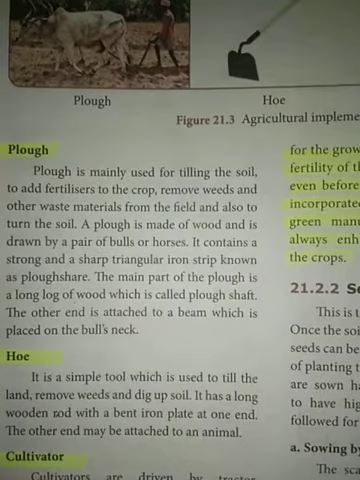 Plough
Hoe
Figure 21.3 Agricultural impleme
Plough
Plough is mainly used for tilling the soil,
to add fertilisers to the crop, remove weeds and
other waste materials from the field and also to
turn the soil. A plough is made of wood and is
drawn by a pair of bulls or horses. It contains a
strong and a sharp triangular iron strip known
as ploughshare. The main part of the plough is
a long log of wood which is called plough shaft.
The other end is attached to a beam which is
placed on the bull's neck.
Hoe
It is a simple tool which is used to till the
land, remove weeds and dig up soil. It has a long
wooden rod with a bent iron plate at one end.
The other end may be attached to an animal.
Cultivator
Cultivators are driven by tractor
for the grow
fertility of th
even before
incorporated
green manu
always enh
the crops.
21.2.2 So
This is t
Once the soi
seeds can be
of planting t
are sown ha
to have hig
followed for
a. Sowing by
The sca